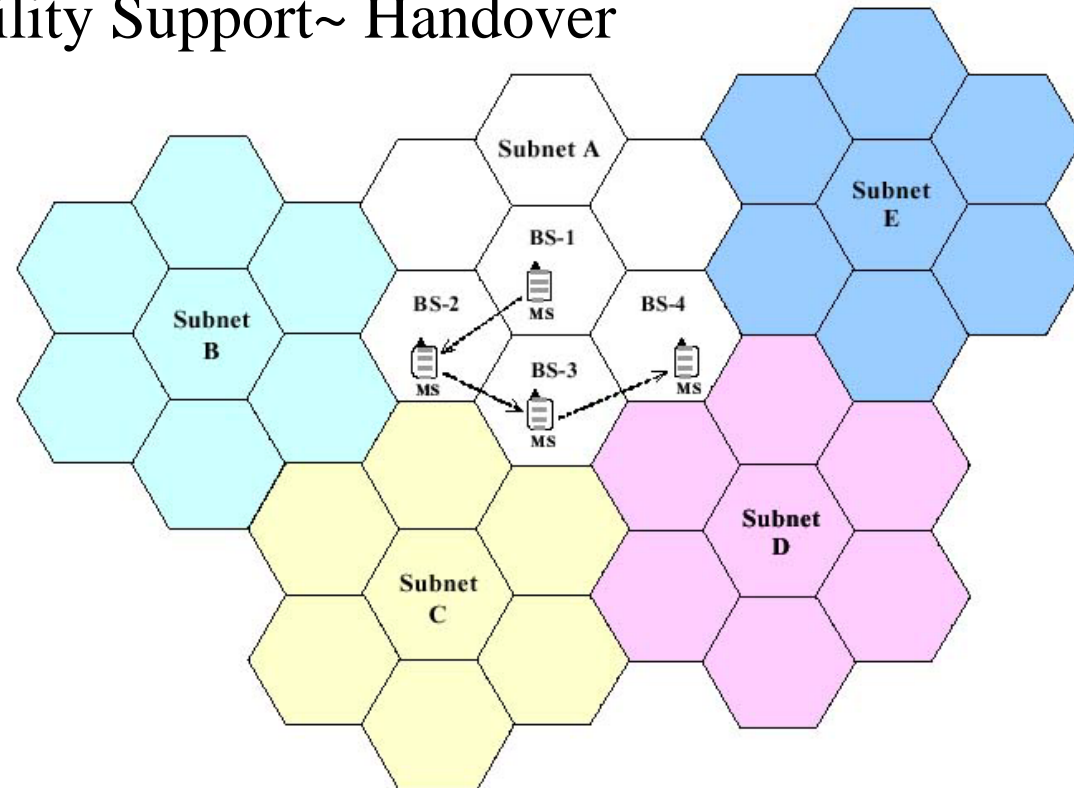 ility Support~ Handover
Subnet A
Subnet
E
BS-1
MS
BS-2
MS
BS-4
MS
BS-3
MS
Subnet
B
Subnet
D
Subnet
C